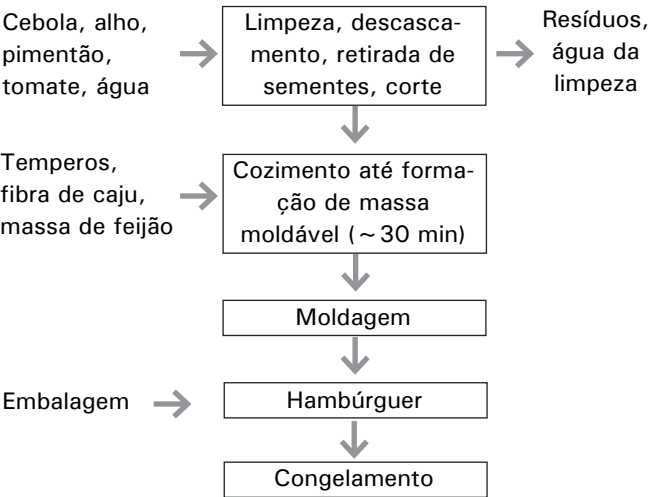 Cebola, alho,
pimentão,
tomate, água
Limpeza, descasca-
mento, retirada de
sementes, corte
Resíduos,
água da
limpeza
Temperos,
fibra de caju,
massa de feijão
Cozimento até forma-
ção de massa
moldável (~30 min)
Moldagem
Embalagem
Hambúrguer
Congelamento